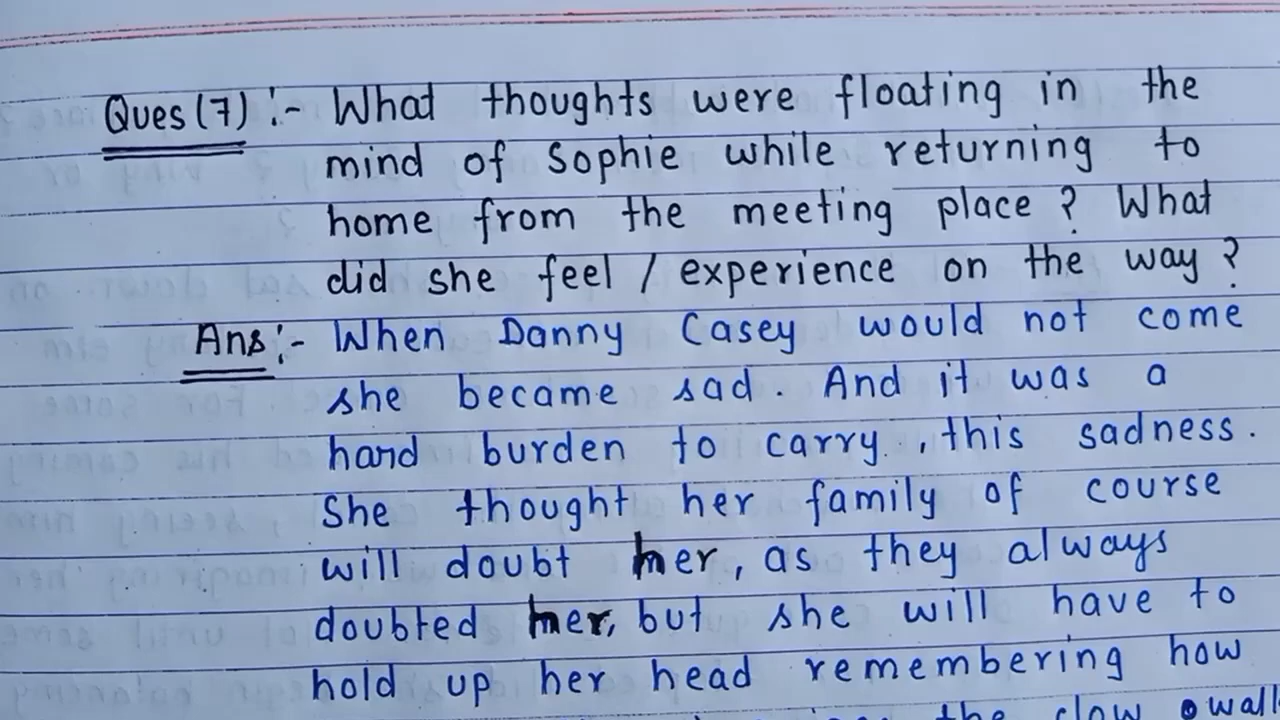 Ques (7) :- What thoughts were floating in the
mind of Sophie while returning to
home from the meeting place ? What
did she feel / experience on the way ?
Ans :- When Danny Casey would not come
she became sad. And it was a
hard burden to carry , this sadness.
She thought her family of course
will doubt her, as they always
doubted her, but she will have to
hold up her head remembering how
the slow wall